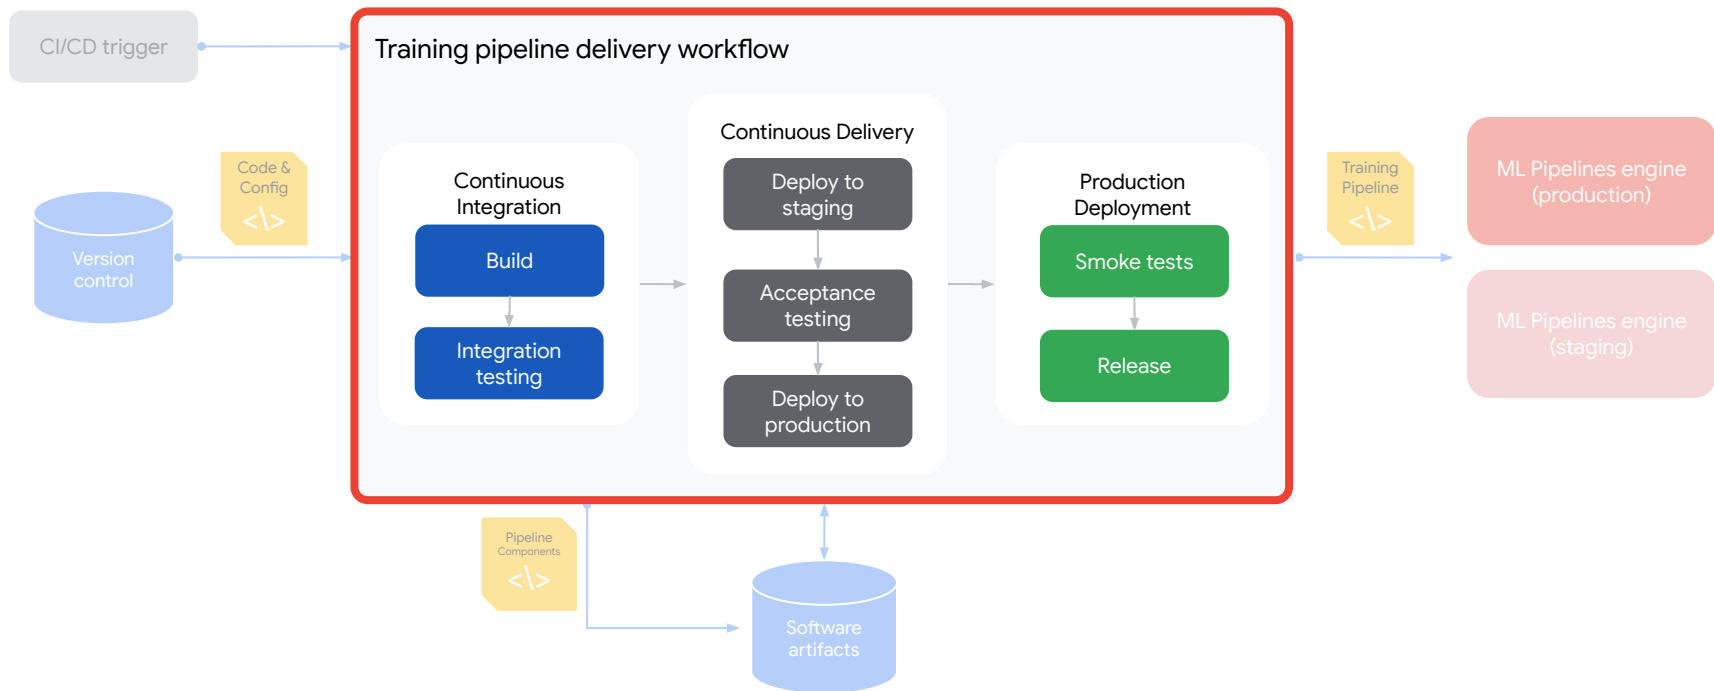 CI/CD trigger
Training pipeline delivery workflow
Code &
Config
</>
Version
control
Continuous
Integration
Build
Integration
testing
Continuous Delivery
Deploy to
staging
Acceptance
testing
Deploy to
production
Production
Deployment
Smoke tests
Release
Training
Pipeline
</>
ML Pipelines engine
(production)
ML Pipelines engine
(staging)
Pipeline
Components
</>
Software
artifacts